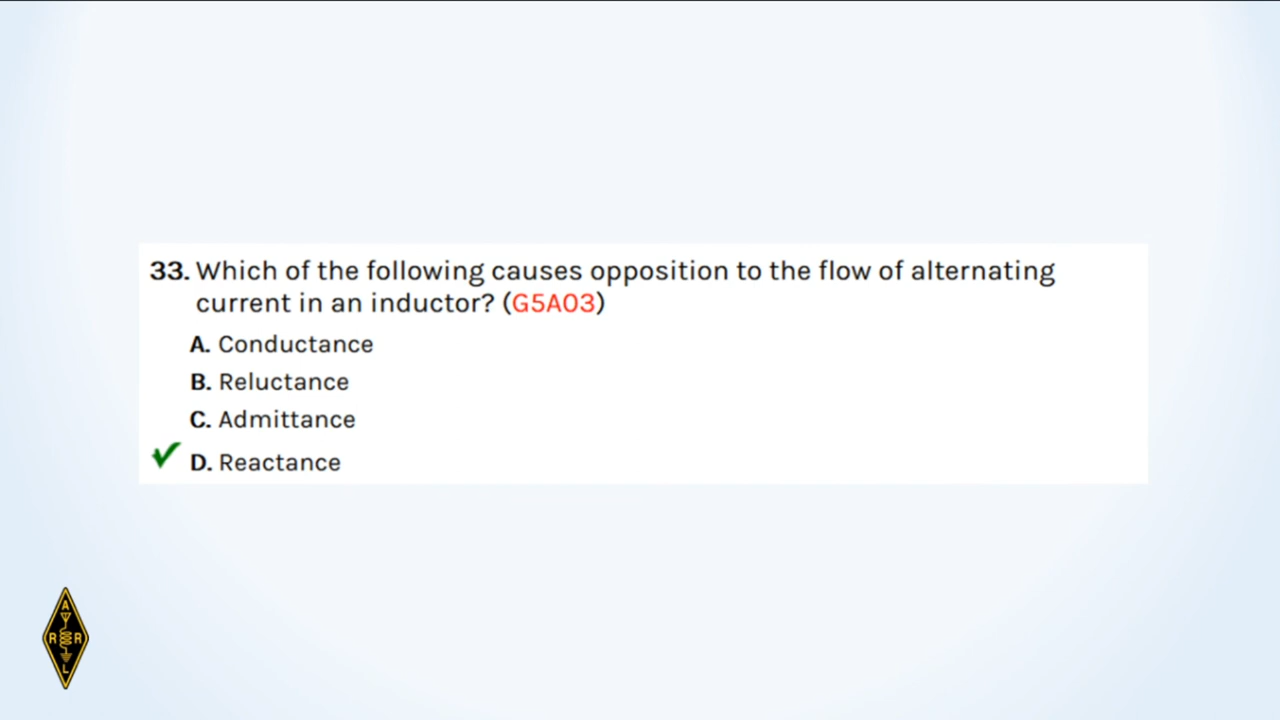 33. Which of the following causes opposition to the flow of alternating
current in an inductor? (G5A03)
A. Conductance
B. Reluctance
C. Admittance
D. Reactance
A
R R
L